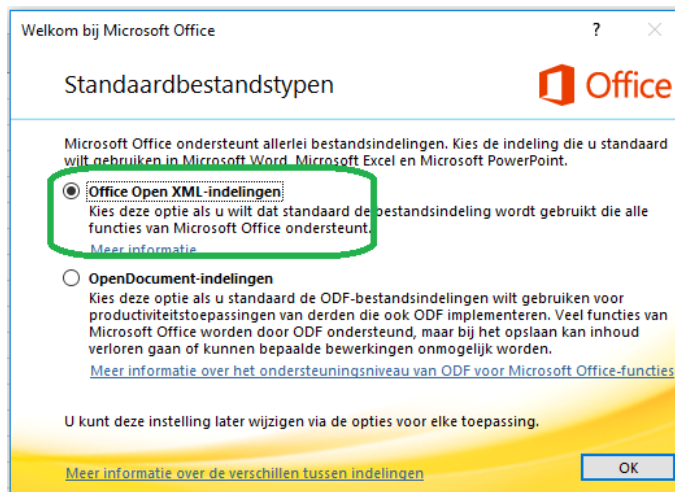 Welkom bij Microsoft Office
?
Standaardbestandstypen
Office
Microsoft Office ondersteunt allerlei bestandsindelingen. Kies de indeling die u standaard
wilt gebruiken in Microsoft Word, Microsoft Excel en Microsoft PowerPoint.
Office Open XML-indelingen
Kies deze optie als u wilt dat standaard de bestandsindeling wordt gebruikt die alle
functies van Microsoft Office ondersteunt.
Meer informatie
OpenDocument-indelingen
Kies deze optie als u standaard de ODF-bestandsindelingen wilt gebruiken voor
productiviteitstoepassingen van derden die ook ODF implementeren. Veel functies van
Microsoft Office worden door ODF ondersteund, maar bij het opslaan kan inhoud
verloren gaan of kunnen bepaalde bewerkingen onmogelijk worden.
Meer informatie over het ondersteuningsniveau van ODF voor Microsoft Office-functies
U kunt deze instelling later wijzigen via de opties voor elke toepassing.
Meer informatie over de verschillen tussen indelingen
OK